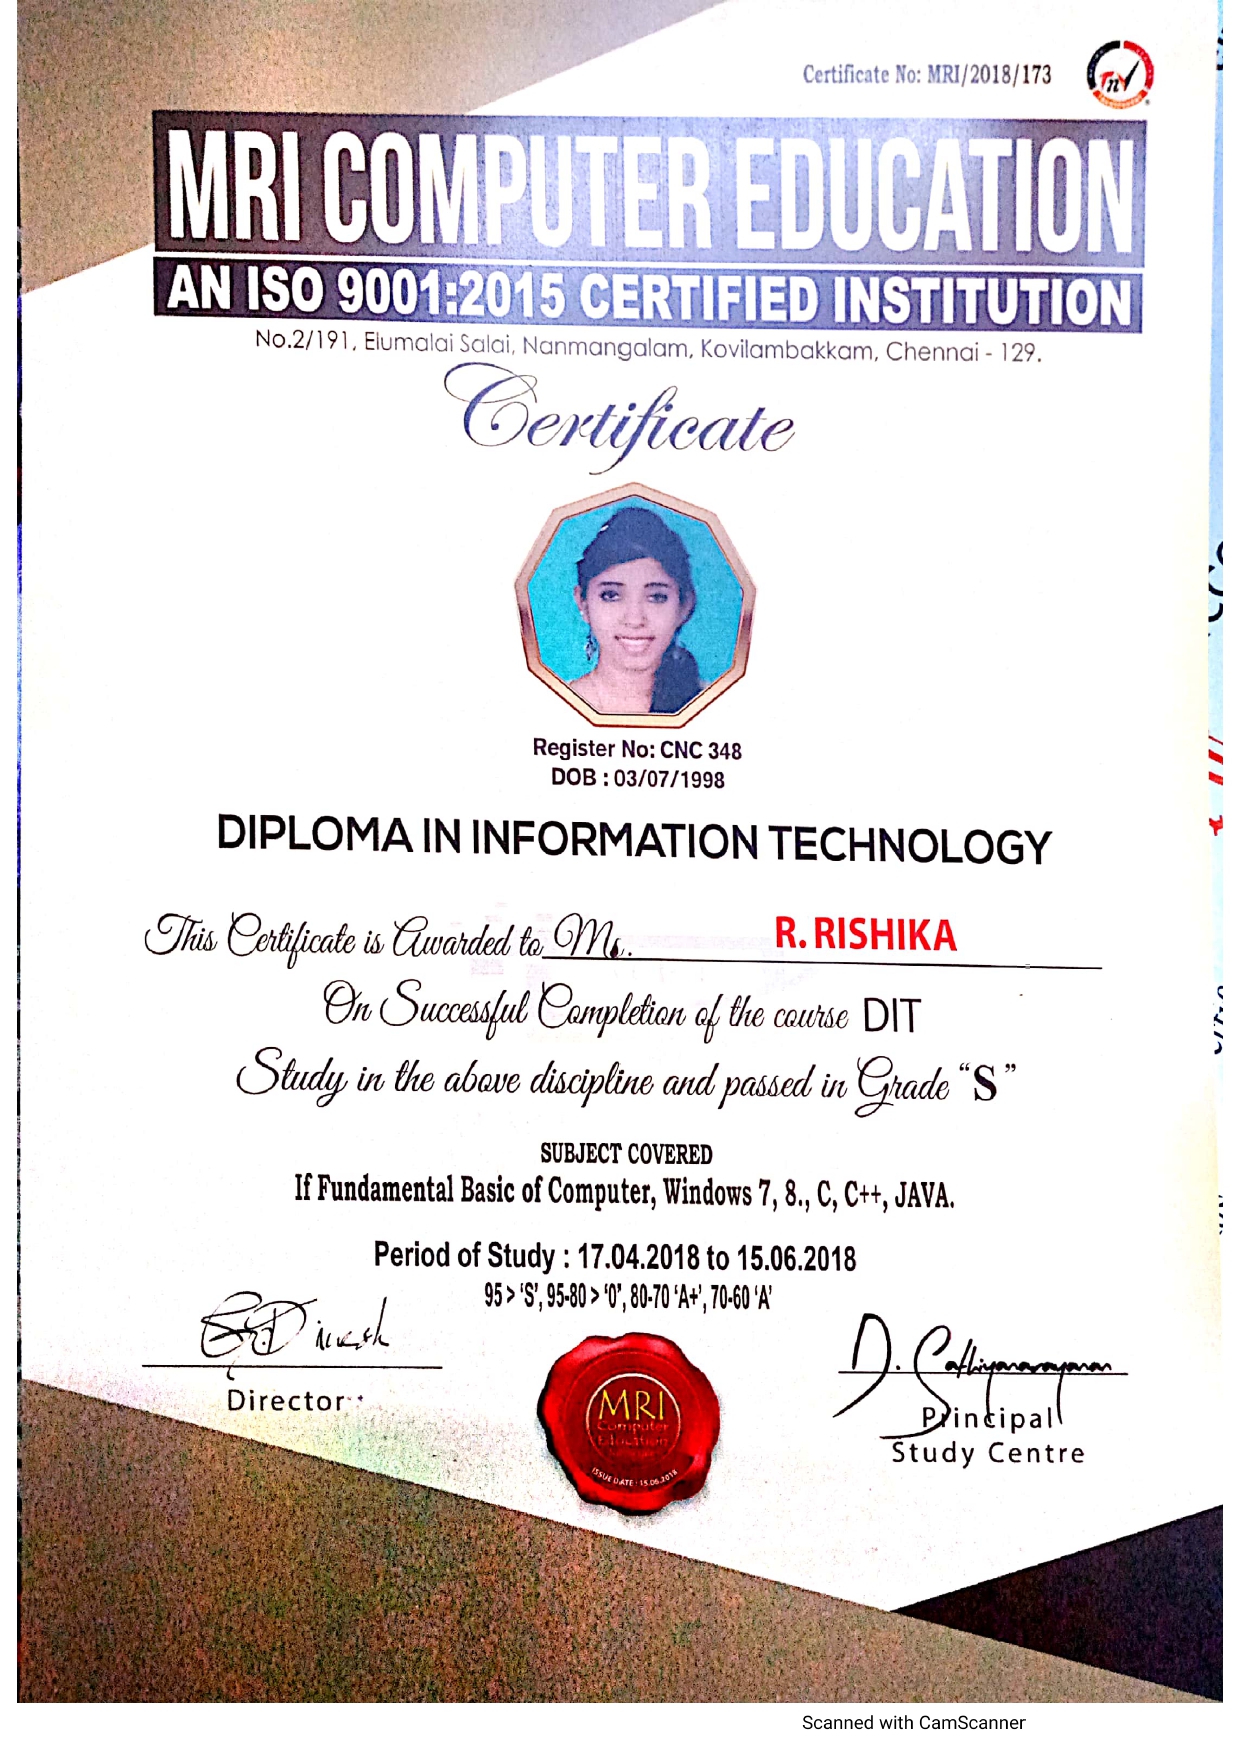 Certificate No: MRI/2018/173
TnV
MRI COMPUTER EDUCATION
AN ISO 9001:2015 CERTIFIED INSTITUTION
No.2/191, Elumalai Salai, Nanmangalam, Kovilambakkam, Chennai - 129.
Certificate
Register No: CNC 348
DOB : 03/07/1998
DIPLOMA IN INFORMATION TECHNOLOGY
This Certificate is Awarded to Ms. R. RISHIKA
On Successful Completion of the course DIT
Study in the above discipline and passed in Grade “S”
SUBJECT COVERED
If Fundamental Basic of Computer, Windows 7, 8., C, C++, JAVA.
Period of Study : 17.04.2018 to 15.06.2018
95 > 'S', 95-80 > '0', 80-70 'A+', 70-60 'A'
Director
D. Sathiyanarayanan
Principal
Study Centre
MRI
Computer
Education
ISSUE DATE : 15.06.2018
Scanned with CamScanner